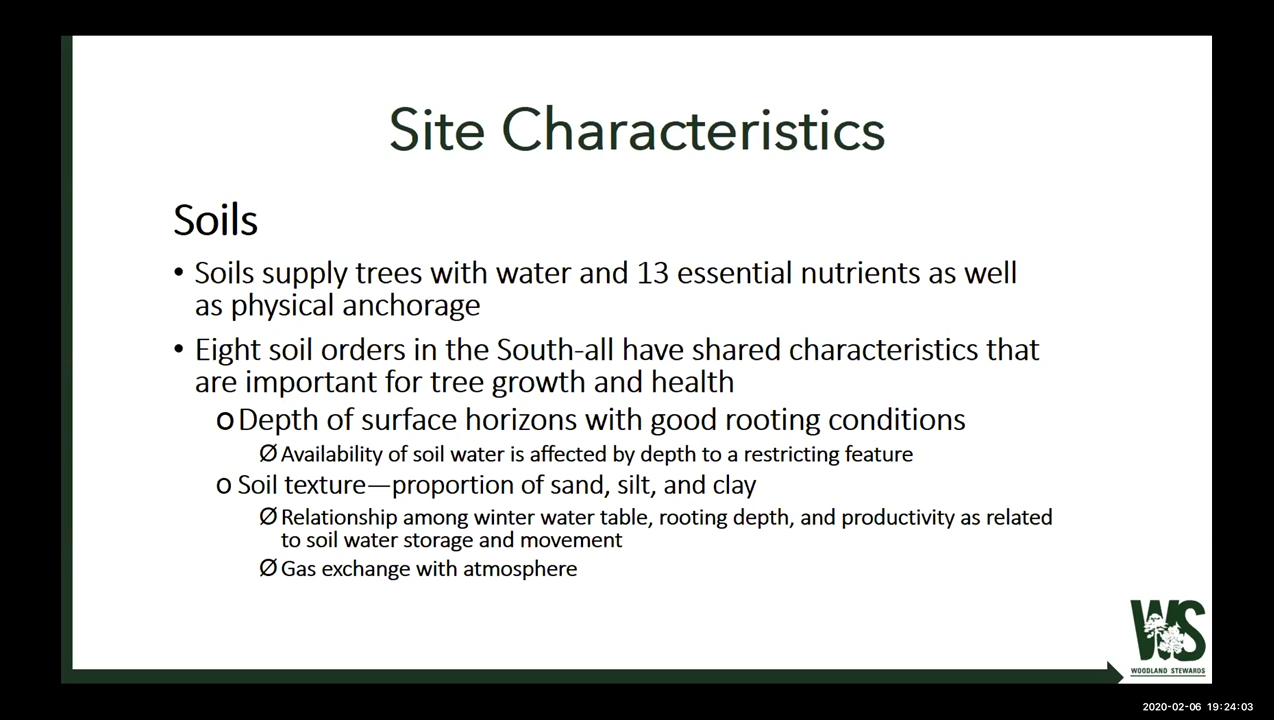 Site Characteristics
Soils
• Soils supply trees with water and 13 essential nutrients as well
as physical anchorage
• Eight soil orders in the South-all have shared characteristics that
are important for tree growth and health
o Depth of surface horizons with good rooting conditions
Ø Availability of soil water is affected by depth to a restricting feature
o Soil texture—proportion of sand, silt, and clay
Ø Relationship among winter water table, rooting depth, and productivity as related
to soil water storage and movement
Ø Gas exchange with atmosphere
WS
WOODLAND STEWARDS
2020-02-06 19:24:03